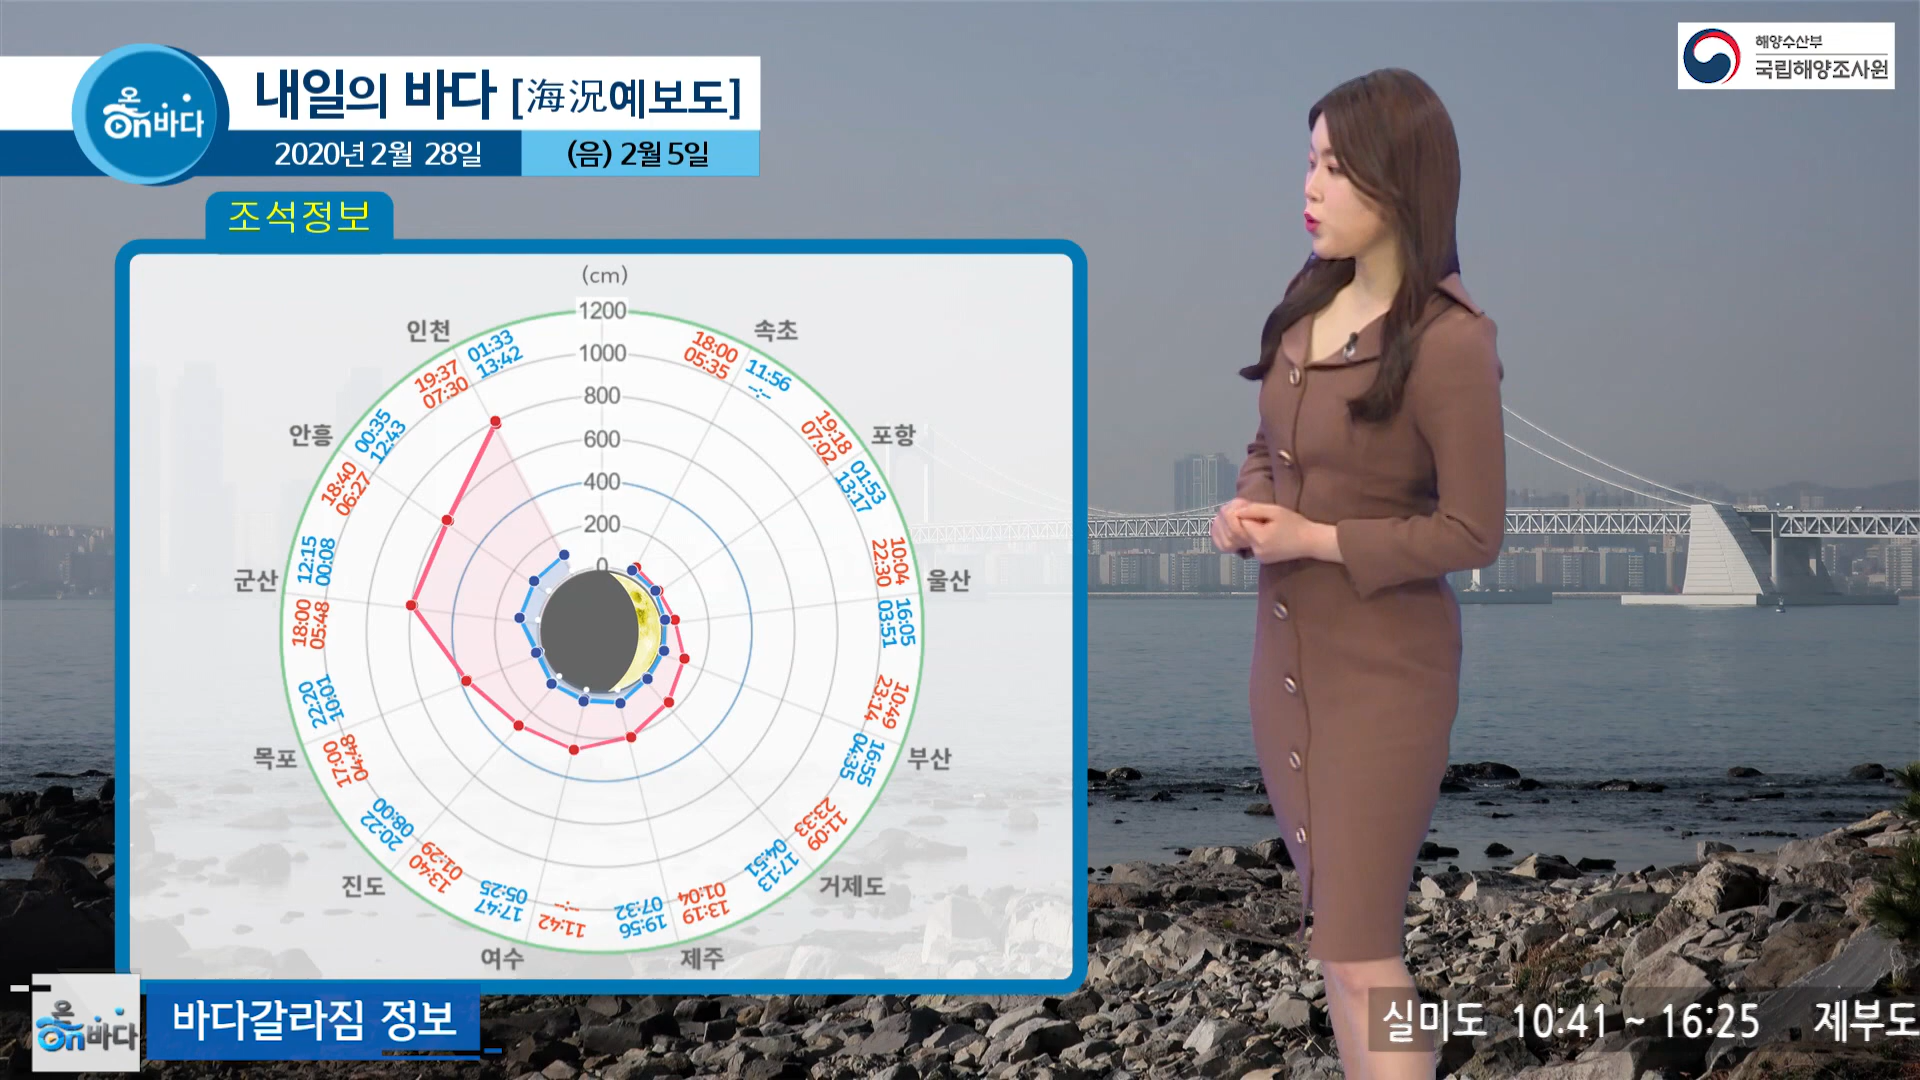 온
On바다
내일의 바다 [海況예보도]
2020년 2월 28일
(음) 2월 5일
해양수산부
국립해양조사원
조석정보
(cm)
1200
1000
800
600
400
200
0
인천
01:33
13:42
19:37
07:30
안흥
00:35
12:43
18:40
06:27
군산
12:15
00:08
18:00
05:48
목포
22:20
10:01
17:00
04:48
진도
20:22
08:00
13:40
01:29
여수
17:47
05:25
11:42
--:--
제주
19:56
07:32
13:19
01:04
거제도
17:13
04:51
11:09
23:33
부산
16:55
04:35
10:49
23:14
울산
16:05
03:51
10:04
22:30
포항
01:53
13:17
19:18
07:02
속초
11:56
--:--
18:00
05:35
온
On바다
바다갈라짐 정보
실미도 10:41 ~ 16:25 제부도